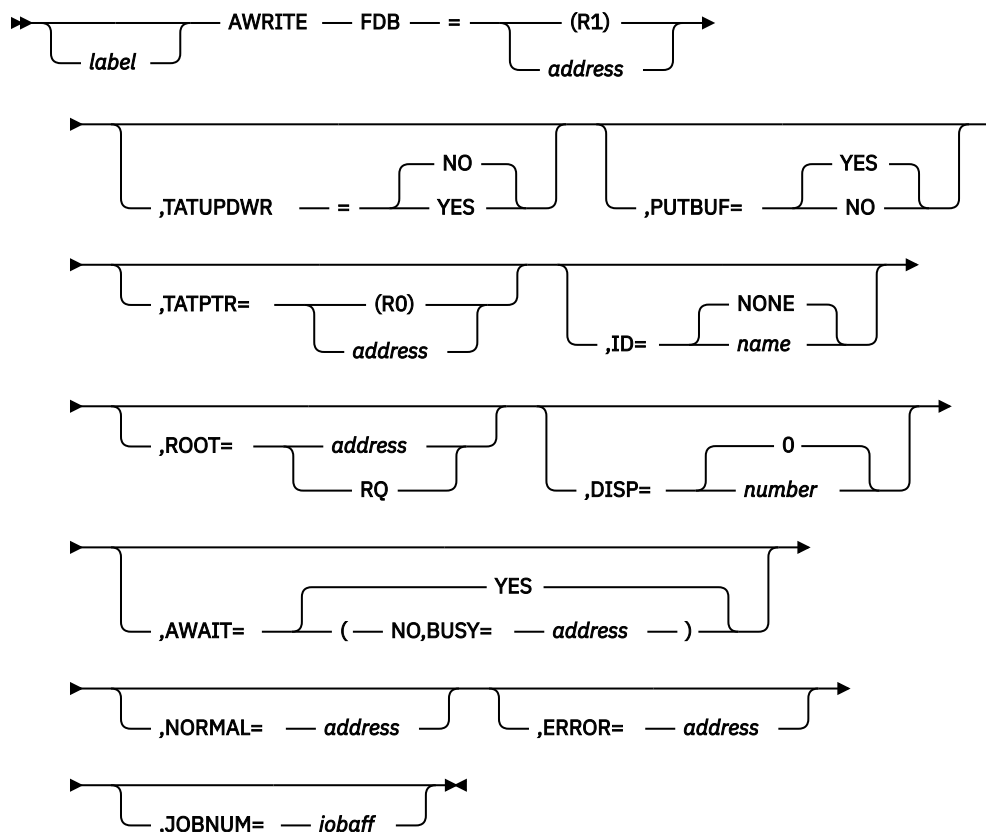 AWRITE FDB = (R1)
label address
NO YES
,TATUPDWR = YES ,PUTBUF= NO
,TATPTR= (R0) NONE
address ,ID= name
,ROOT= address 0
RQ ,DISP= number
YES
,AWAIT= ( NO,BUSY= address )
,NORMAL= address ,ERROR= address
,JOBNUM= jobaff